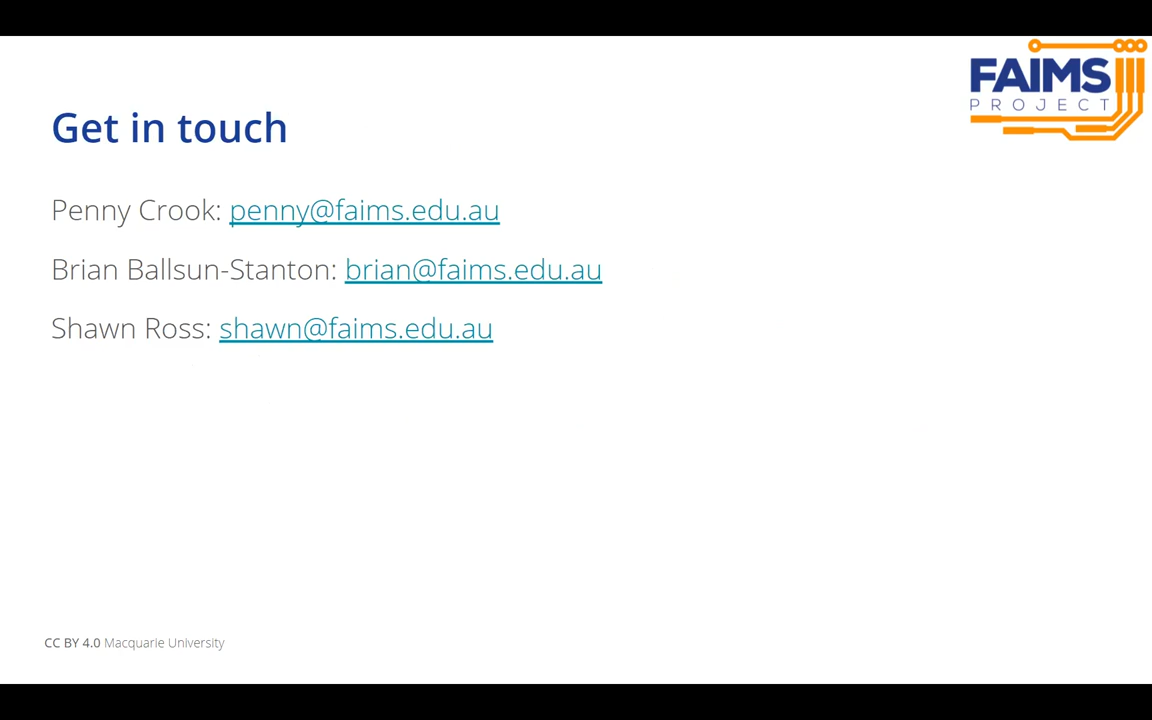 FAIMS
PROJECT
Get in touch
Penny Crook: penny@faims.edu.au
Brian Ballsun-Stanton: brian@faims.edu.au
Shawn Ross: shawn@faims.edu.au
CC BY 4.0 Macquarie University